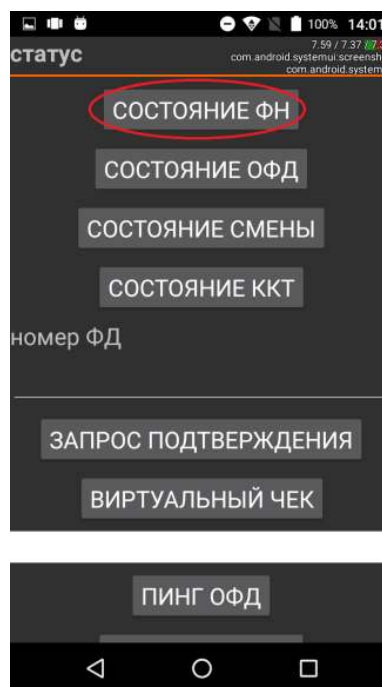 100% 14:01
статус
7.59 / 7.37 /
com.android.systemui:screensh
com.android.system
СОСТОЯНИЕ ФН
СОСТОЯНИЕ ОФД
СОСТОЯНИЕ СМЕНЫ
СОСТОЯНИЕ ККТ
номер ФД
ЗАПРОС ПОДТВЕРЖДЕНИЯ
ВИРТУАЛЬНЫЙ ЧЕК
ПИНГ ОФД